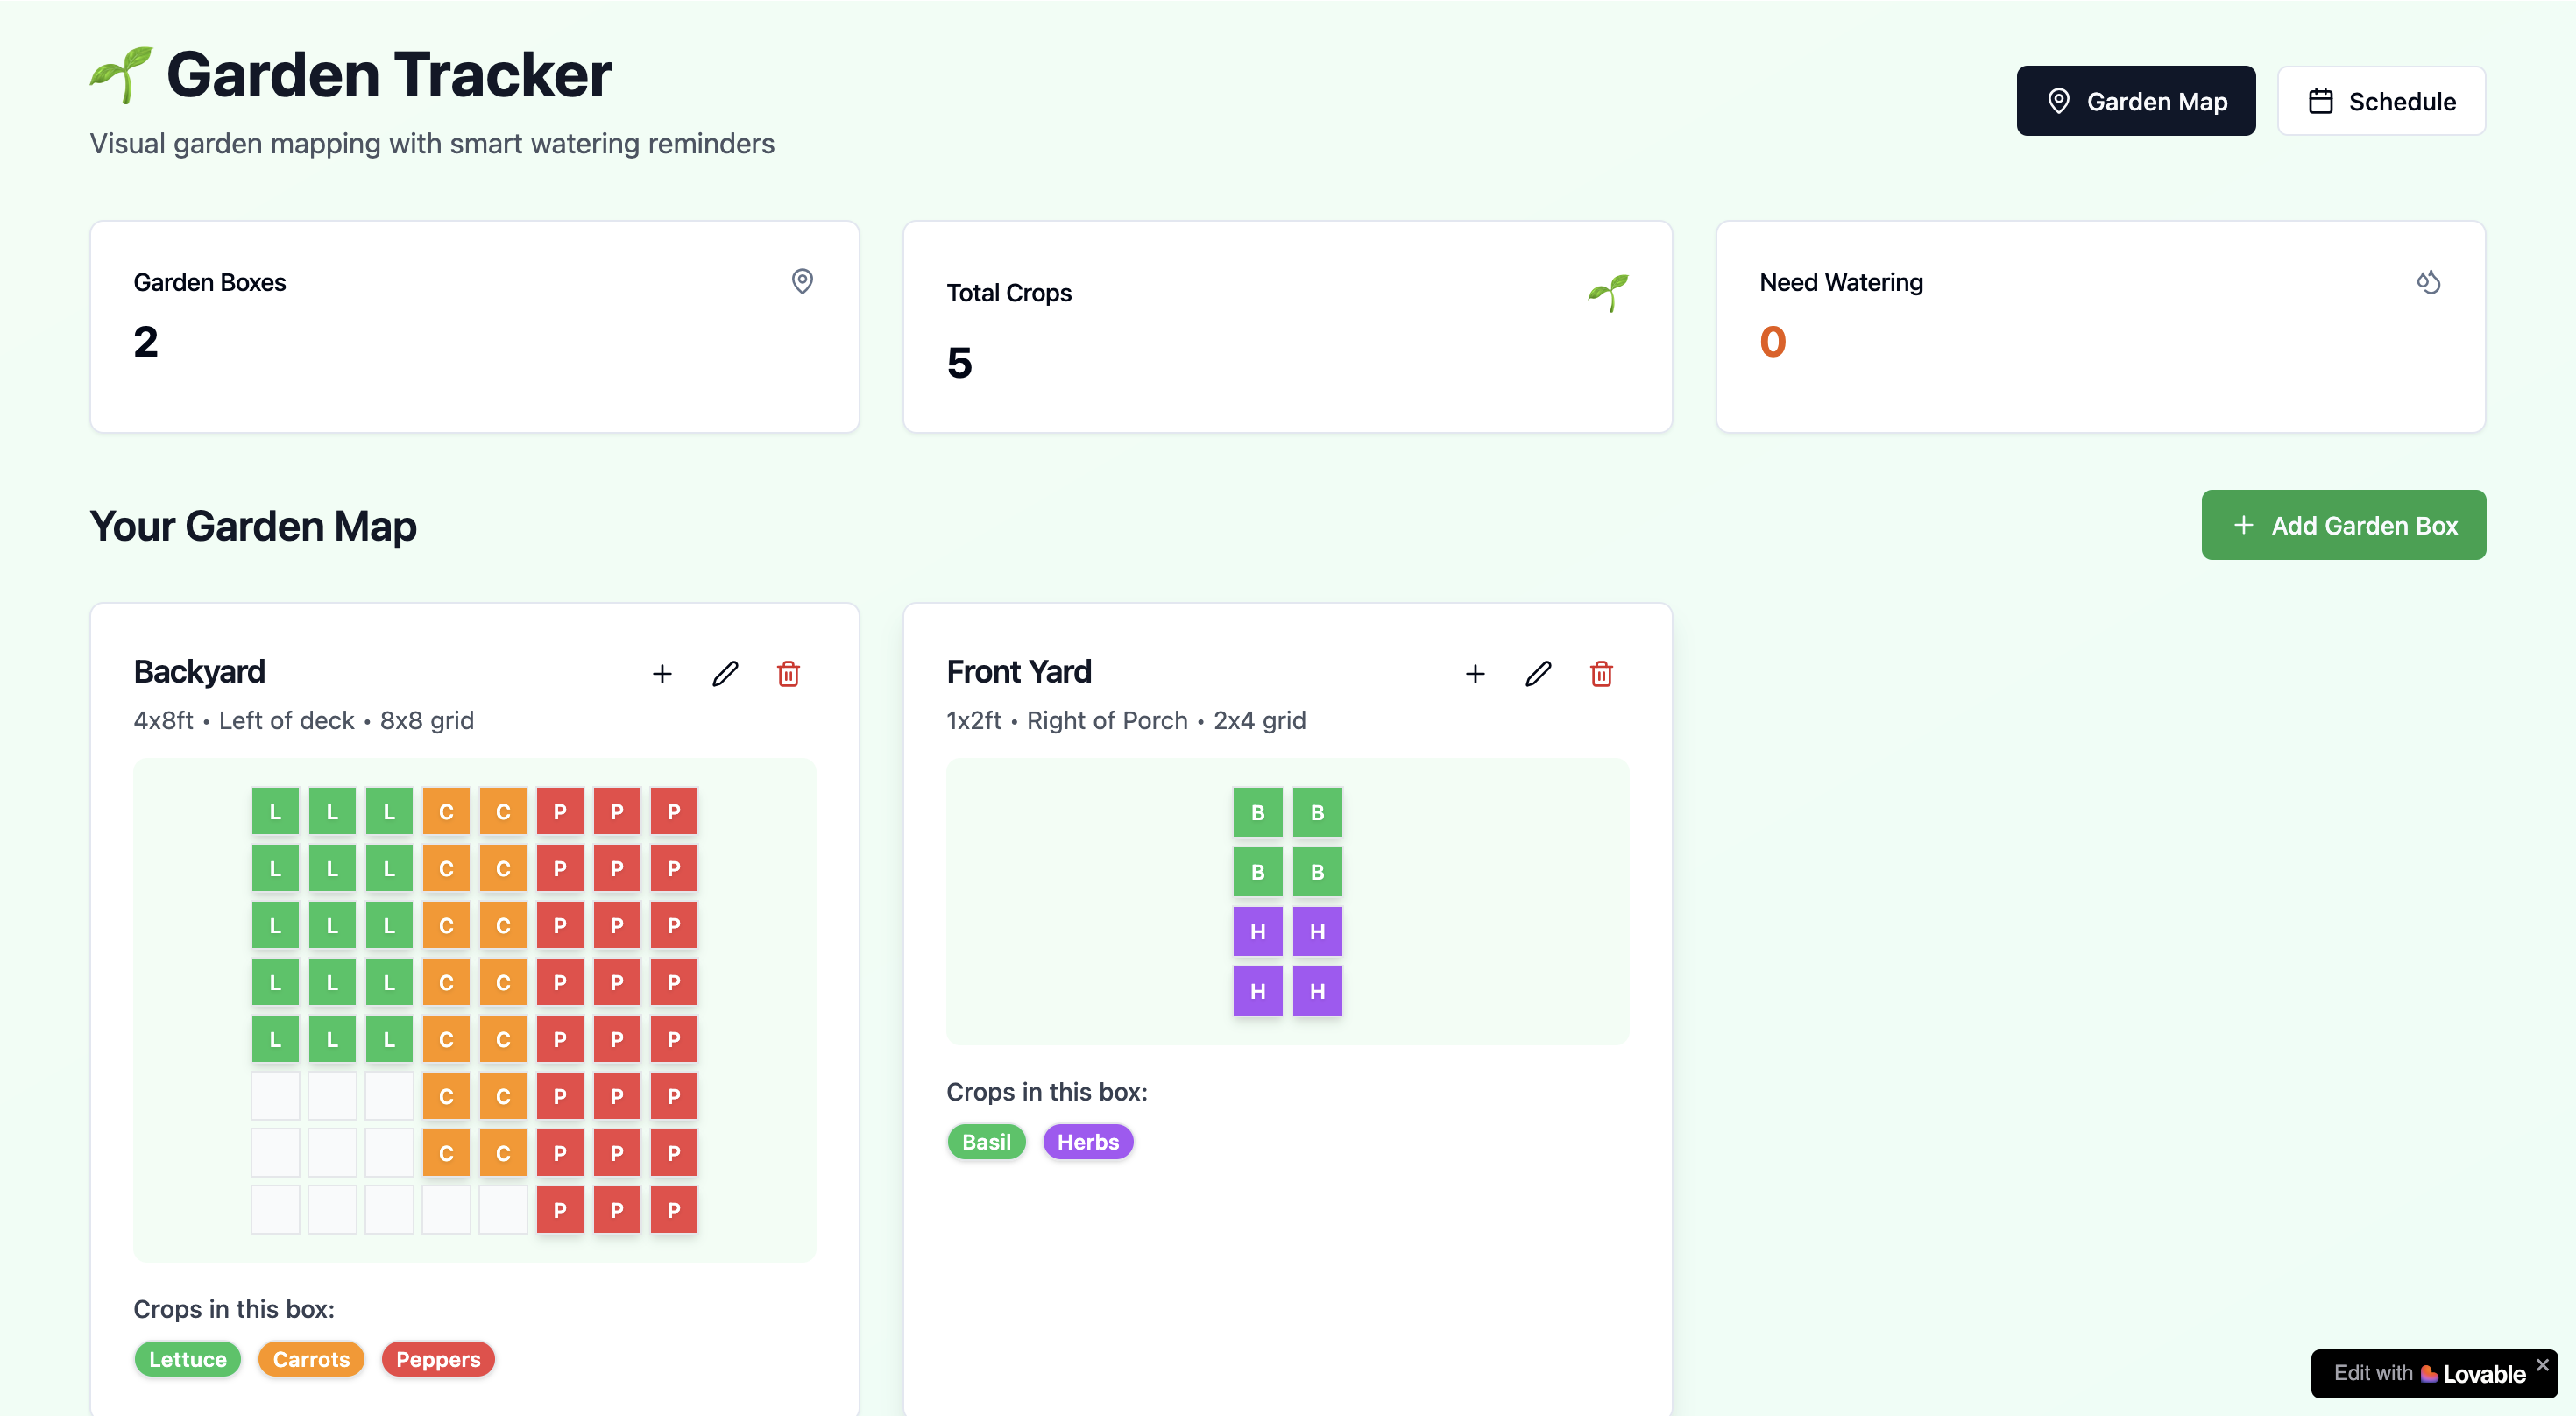 Garden Tracker
Visual garden mapping with smart watering reminders
Garden Map
Schedule
Garden Boxes
2
Total Crops
5
Need Watering
0
Your Garden Map
+ Add Garden Box
Backyard
4x8ft • Left of deck • 8x8 grid
L L L C C P P P
L L L C C P P P
L L L C C P P P
L L L C C P P P
L L L C C P P P
C C P P P
C C P P P
P P P
Crops in this box:
Lettuce Carrots Peppers
Front Yard
1x2ft • Right of Porch • 2x4 grid
B B
B B
H H
H H
Crops in this box:
Basil Herbs
Edit with Lovable